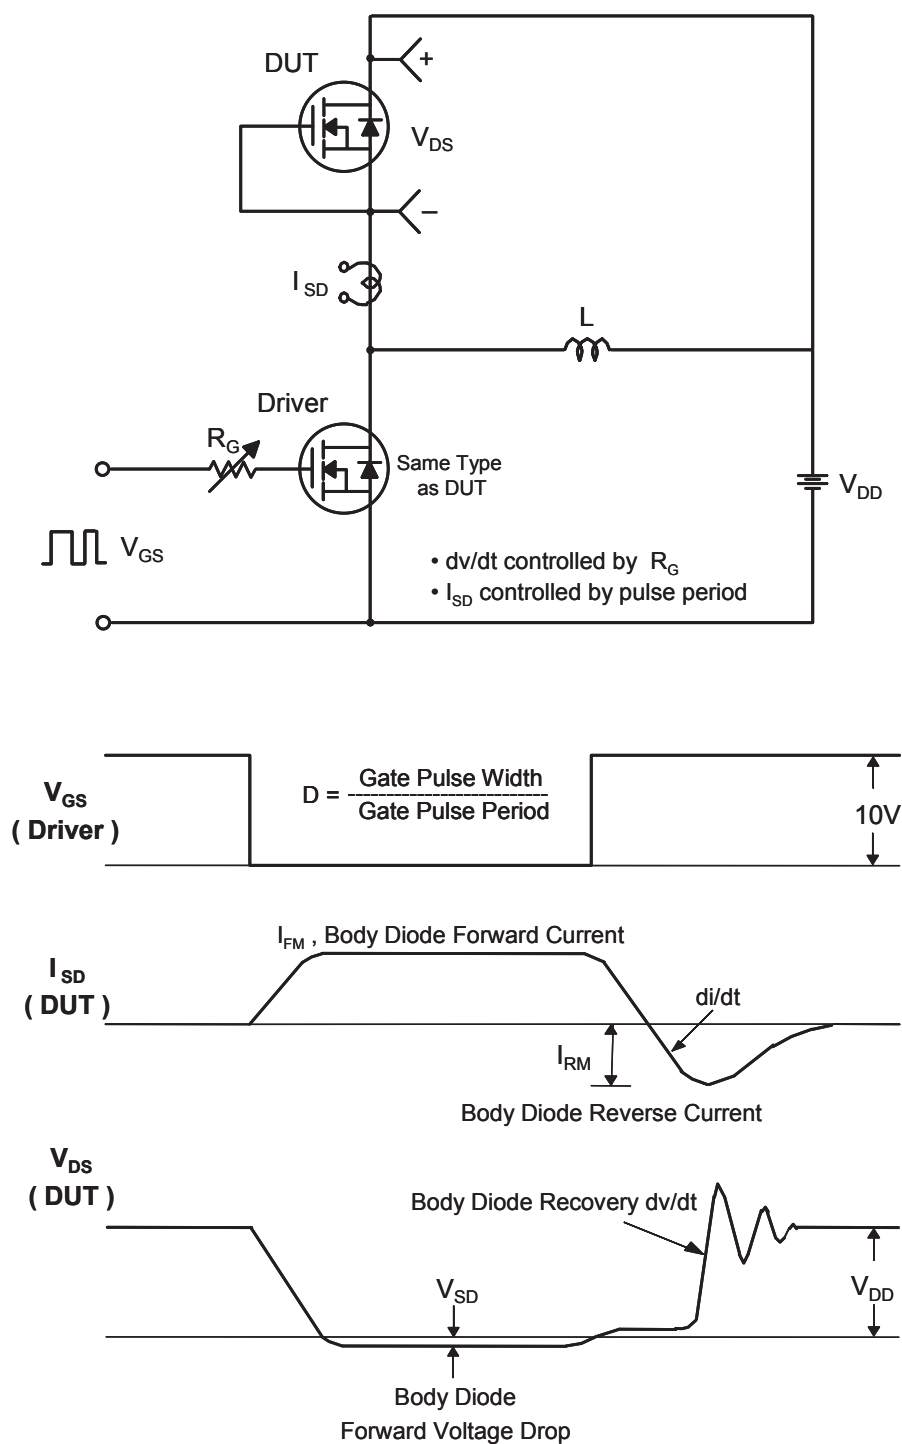 DUT
+
V_DS
–
I_SD
L
Driver
R_G
Same Type
as DUT
V_DD
V_GS
• dv/dt controlled by R_G
• I_SD controlled by pulse period
V_GS
( Driver )
D = Gate Pulse Width
Gate Pulse Period
10V
I_FM , Body Diode Forward Current
I_SD
( DUT )
di/dt
I_RM
Body Diode Reverse Current
V_DS
( DUT )
Body Diode Recovery dv/dt
V_SD
V_DD
Body Diode
Forward Voltage Drop